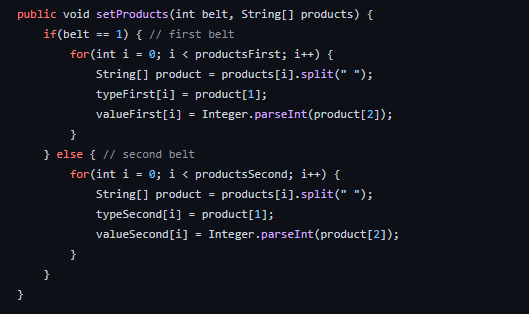 public void setProducts(int belt, String[] products) {
    if(belt == 1) { // first belt
        for(int i = 0; i < productsFirst; i++) {
            String[] product = products[i].split(" ");
            typeFirst[i] = product[1];
            valueFirst[i] = Integer.parseInt(product[2]);
        }
    } else { // second belt
        for(int i = 0; i < productsSecond; i++) {
            String[] product = products[i].split(" ");
            typeSecond[i] = product[1];
            valueSecond[i] = Integer.parseInt(product[2]);
        }
    }
}